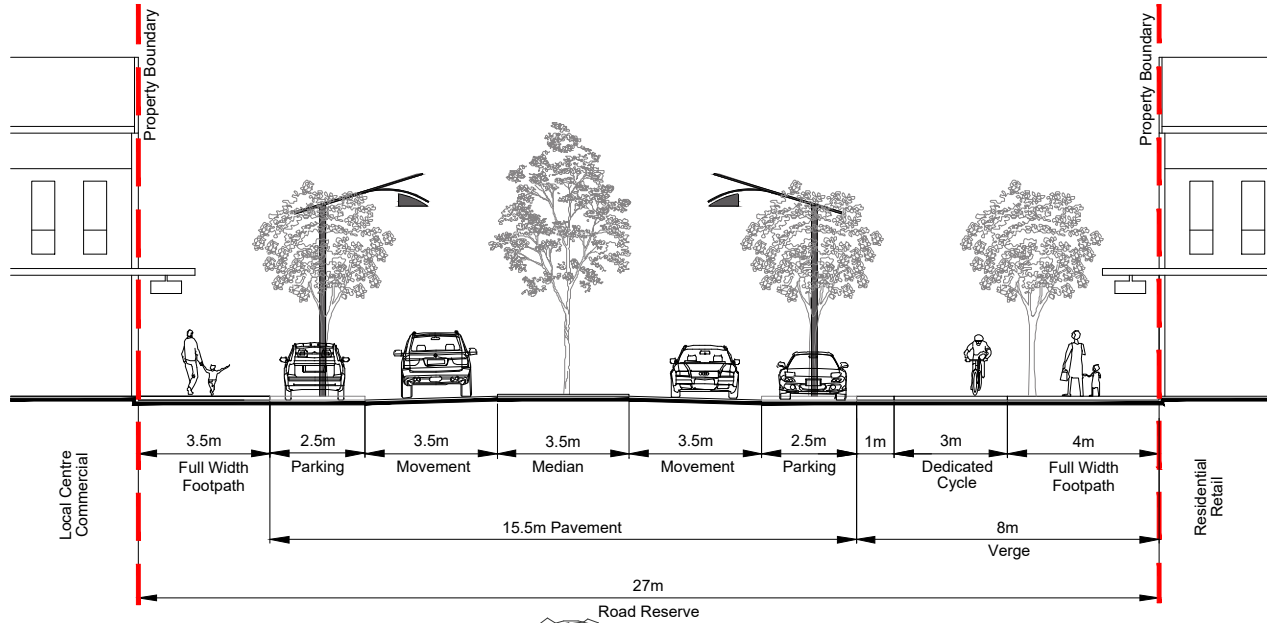 Property Boundary
Property Boundary
3.5m
2.5m
3.5m
3.5m
3.5m
2.5m
1m
3m
4m
Full Width
Footpath
Parking
Movement
Median
Movement
Parking
Dedicated
Cycle
Full Width
Footpath
Local Centre
Commercial
Residential
Retail
15.5m Pavement
8m
Verge
27m
Road Reserve